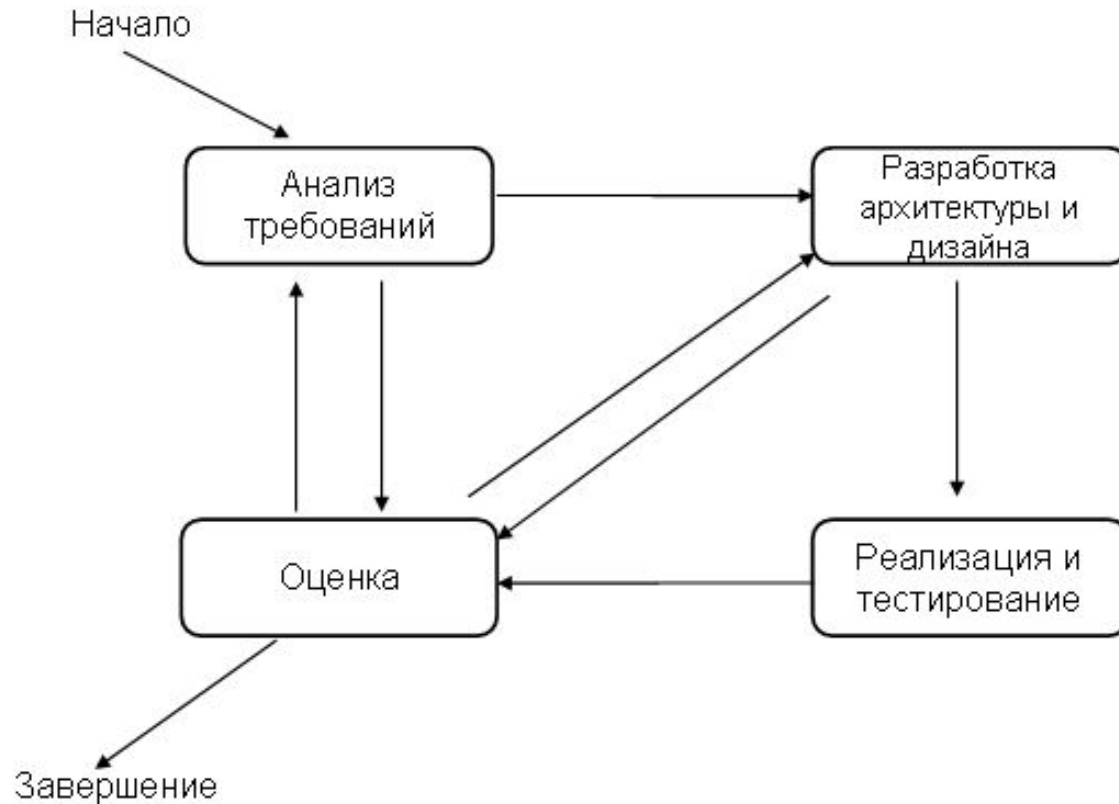 Начало
Анализ
требований
Разработка
архитектуры и
дизайна
Оценка
Реализация и
тестирование
Завершение